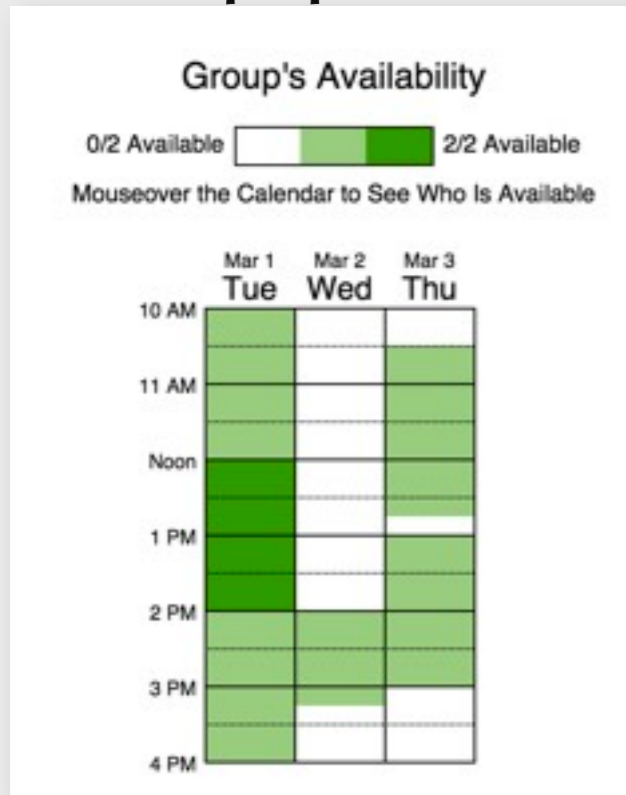 Group's Availability
0/2 Available 2/2 Available
Mouseover the Calendar to See Who Is Available
Mar 1 Mar 2 Mar 3
Tue Wed Thu
10 AM
11 AM
Noon
1 PM
2 PM
3 PM
4 PM